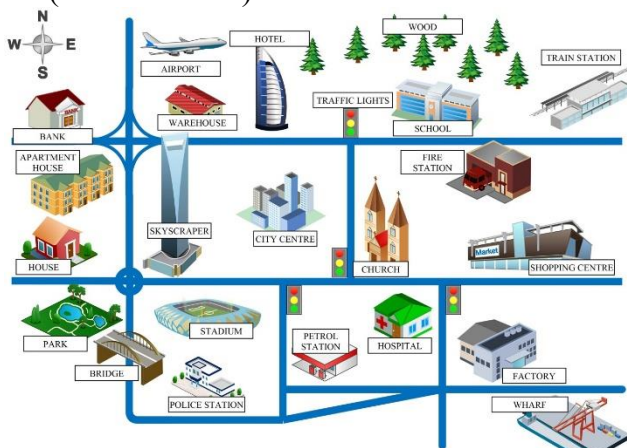 N
W E
S
AIRPORT
HOTEL
WOOD
TRAIN STATION
BANK
BANK
WAREHOUSE
TRAFFIC LIGHTS
SCHOOL
APARTMENT
HOUSE
FIRE
STATION
SKYSCRAPER
CITY CENTRE
HOUSE
CHURCH
Market
SHOPPING CENTRE
PARK
STADIUM
PETROL
STATION
HOSPITAL
BRIDGE
POLICE STATION
FACTORY
WHARF